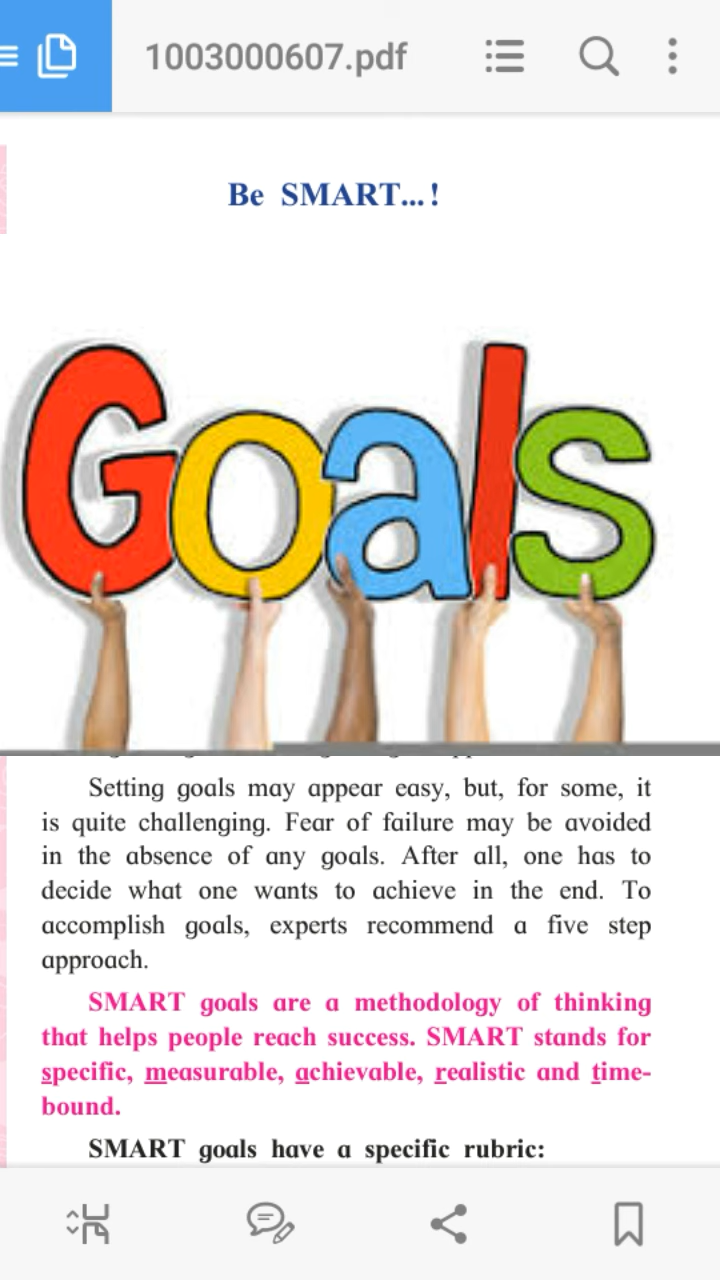 1003000607.pdf
Be SMART...!
Goals
Setting goals may appear easy, but, for some, it
is quite challenging. Fear of failure may be avoided
in the absence of any goals. After all, one has to
decide what one wants to achieve in the end. To
accomplish goals, experts recommend a five step
approach.
SMART goals are a methodology of thinking
that helps people reach success. SMART stands for
specific, measurable, achievable, realistic and time-
bound.
SMART goals have a specific rubric: